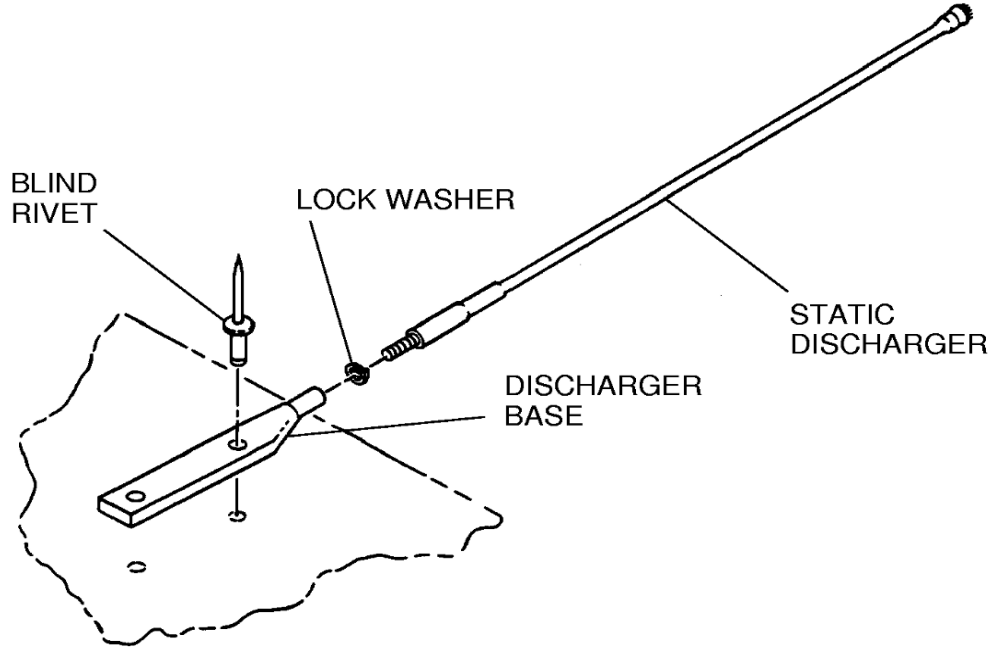 BLIND
RIVET
LOCK WASHER
STATIC
DISCHARGER
DISCHARGER
BASE